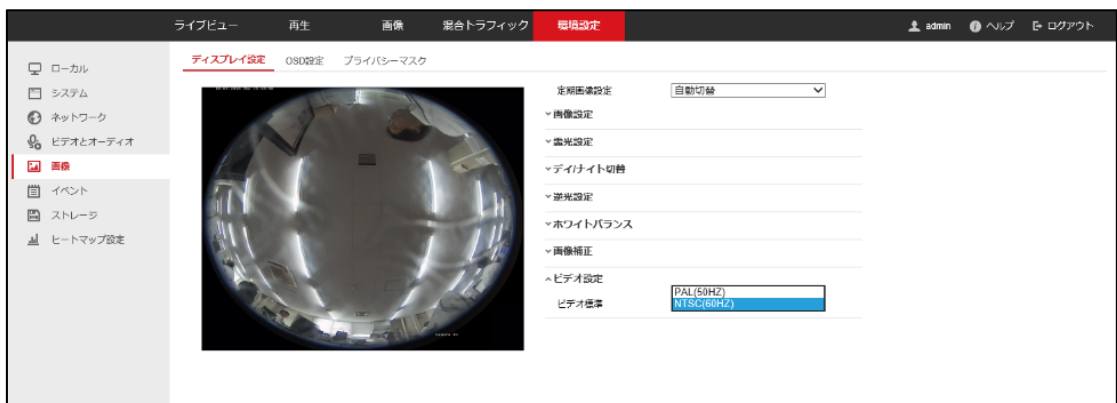 ライブビュー 再生 画像 混合トラフィック 環境設定 admin ヘルプ ログアウト
ローカル
システム
ネットワーク
ビデオとオーディオ
画像
イベント
ストレージ
ヒートマップ設定
ディスプレイ設定 OSD設定 プライバシーマスク
定期画像設定 自動切替
画像設定
露光設定
デイ/ナイト切替
逆光設定
ホワイトバランス
画像補正
ビデオ設定
ビデオ標準 PAL(50HZ)
NTSC(60HZ)